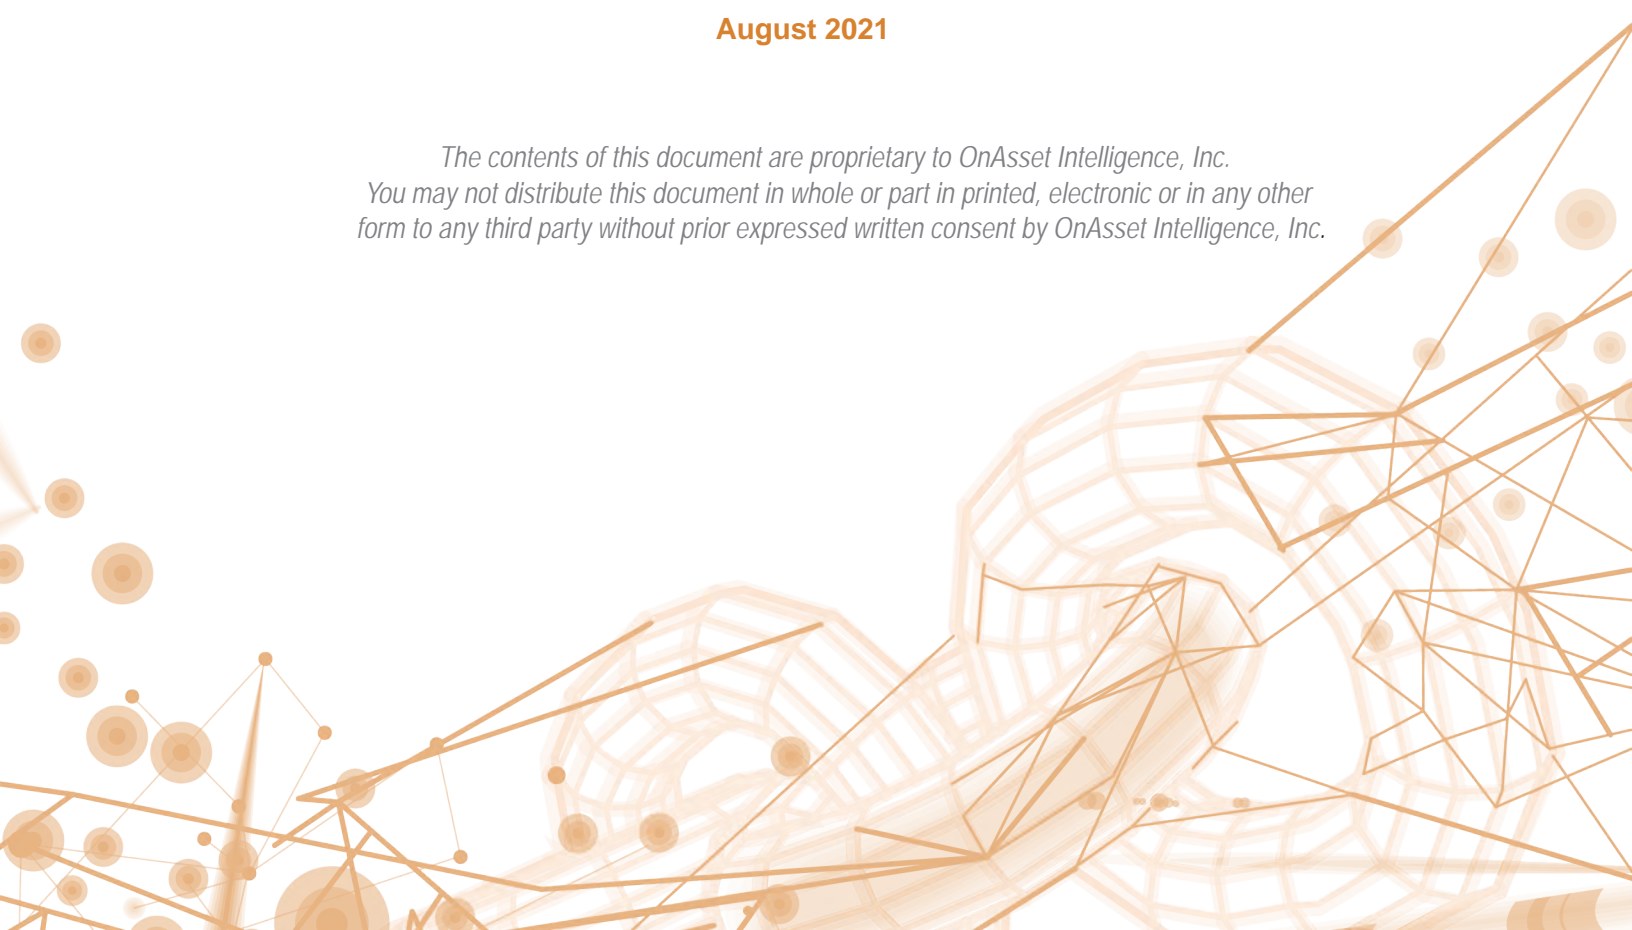 August 2021
The contents of this document are proprietary to OnAsset Intelligence, Inc.
You may not distribute this document in whole or part in printed, electronic or in any other
form to any third party without prior expressed written consent by OnAsset Intelligence, Inc.